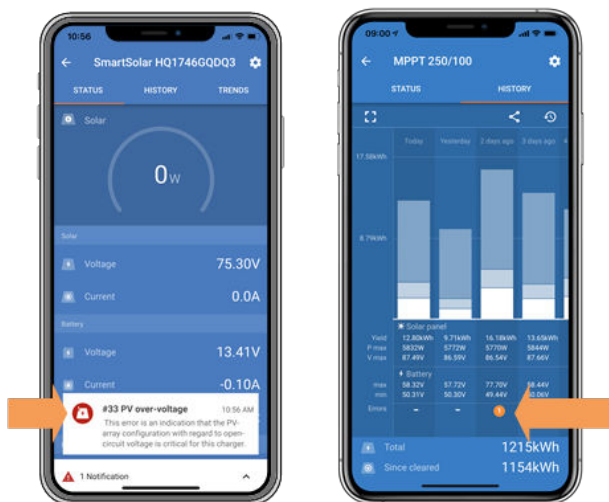 10:56
SmartSolar HQ1746GQDQ3
STATUS HISTORY TRENDS
Solar
0w
Solar
Voltage 75.30V
Current 0.0A
Battery
Voltage 13.41V
Current -0.10A
#33 PV over-voltage 10:56 AM
This error is an indication that the PV-
array configuration with regard to open-
circuit voltage is critical for this charger.
1 Notification
09:00
MPPT 250/100
STATUS HISTORY
Today Yesterday 2 days ago 3 days ago 4
17.58kWh
8.79kWh
Solar panel
Yield 12.80kWh 9.71kWh 16.18kWh 13.65kWh
P max 5832W 5772W 5770W 5844W
V max 87.49V 86.59V 86.54V 87.66V
Battery
max 58.32V 57.72V 77.70V 58.44V
min 50.31V 50.30V 49.44V
Errors – – 1
Total 1215kWh
Since cleared 1154kWh